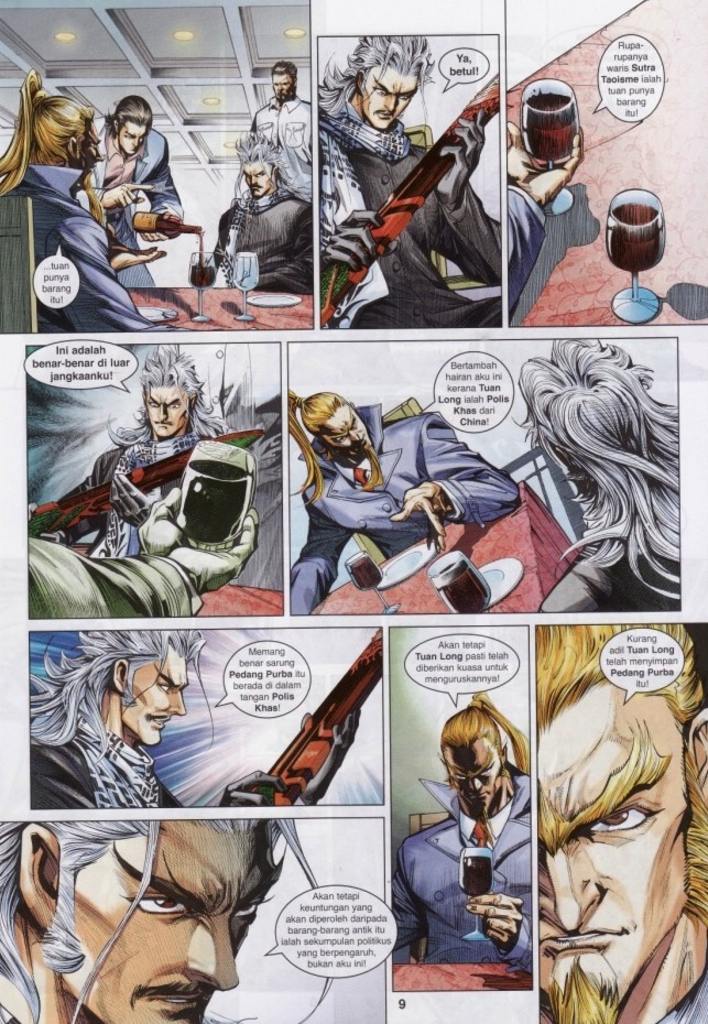 ...tuan
punya
barang
itu!
Ya,
betul!
Rupa-
rupanya
waris Sutra
Taoisme ialah
tuan punya
barang
itu!
Ini adalah
benar-benar di luar
jangkaanku!
Bertambah
hairan aku ini
kerana Tuan
Long ialah Polis
Khas dari
China!
Memang
benar sarung
Pedang Purba itu
berada di dalam
tangan Polis
Khas!
Akan tetapi
Tuan Long pasti telah
diberikan ekor untuk
menguruskannya!
Kurang
adil Tuan Long
telah menyimpan
Pedang Purba
itu!
Akan tetapi
keuntungan yang
akan diperoleh daripada
barang-barang antik itu
ialah sekumpulan politikus
yang berpengaruh,
bukan aku ini!
9